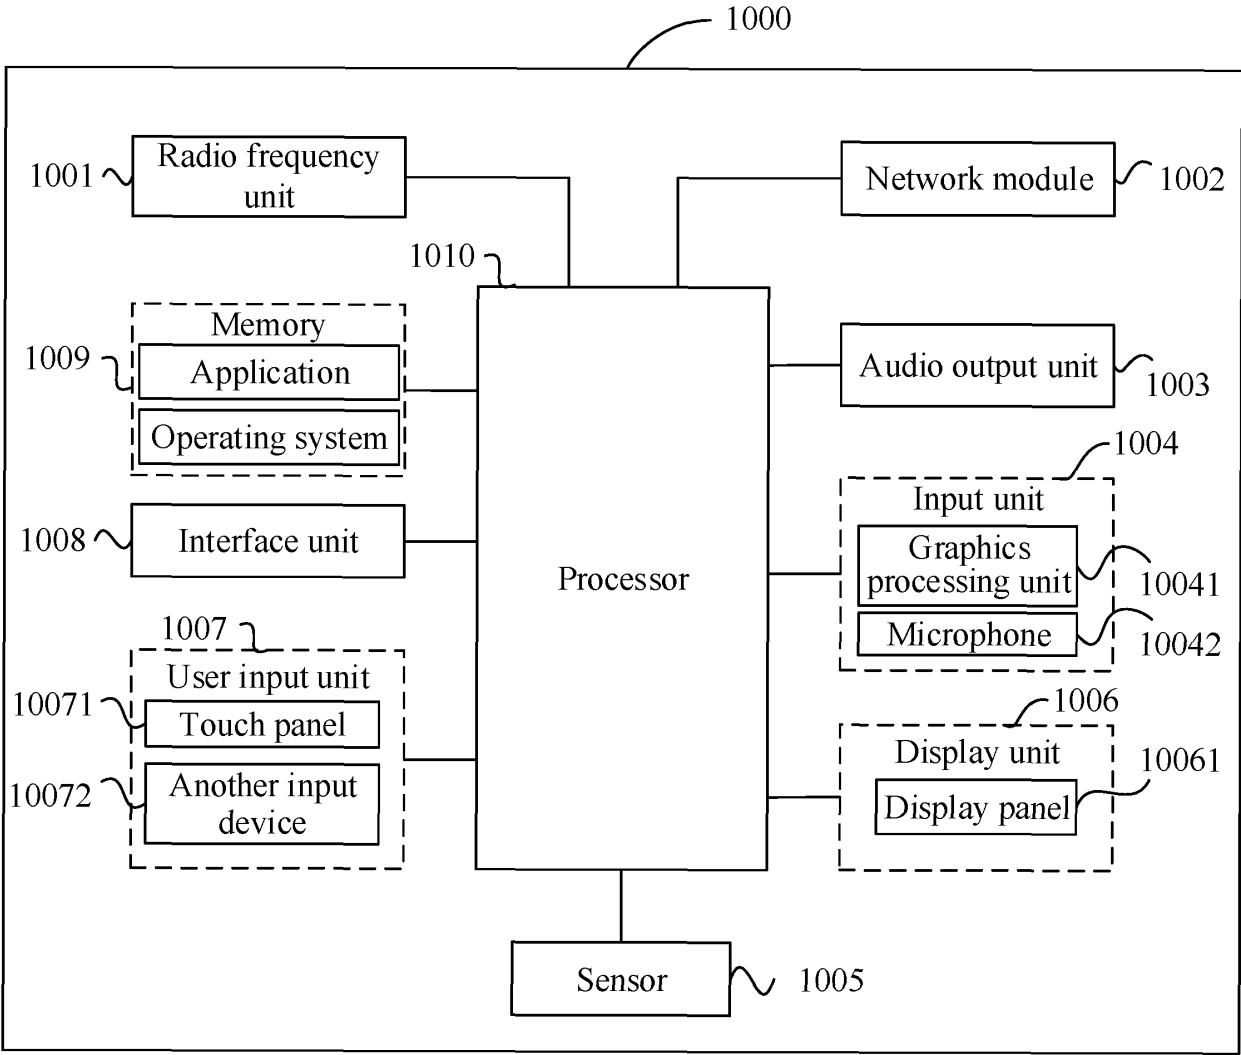 1000
1001
Radio frequency
unit
Network module
1002
1010
Memory
1009
Application
Operating system
Audio output unit
1003
1004
Input unit
Graphics
processing unit
10041
Microphone
10042
1008
Interface unit
Processor
1007
User input unit
10071
Touch panel
10072
Another input
device
1006
Display unit
10061
Display panel
Sensor
1005